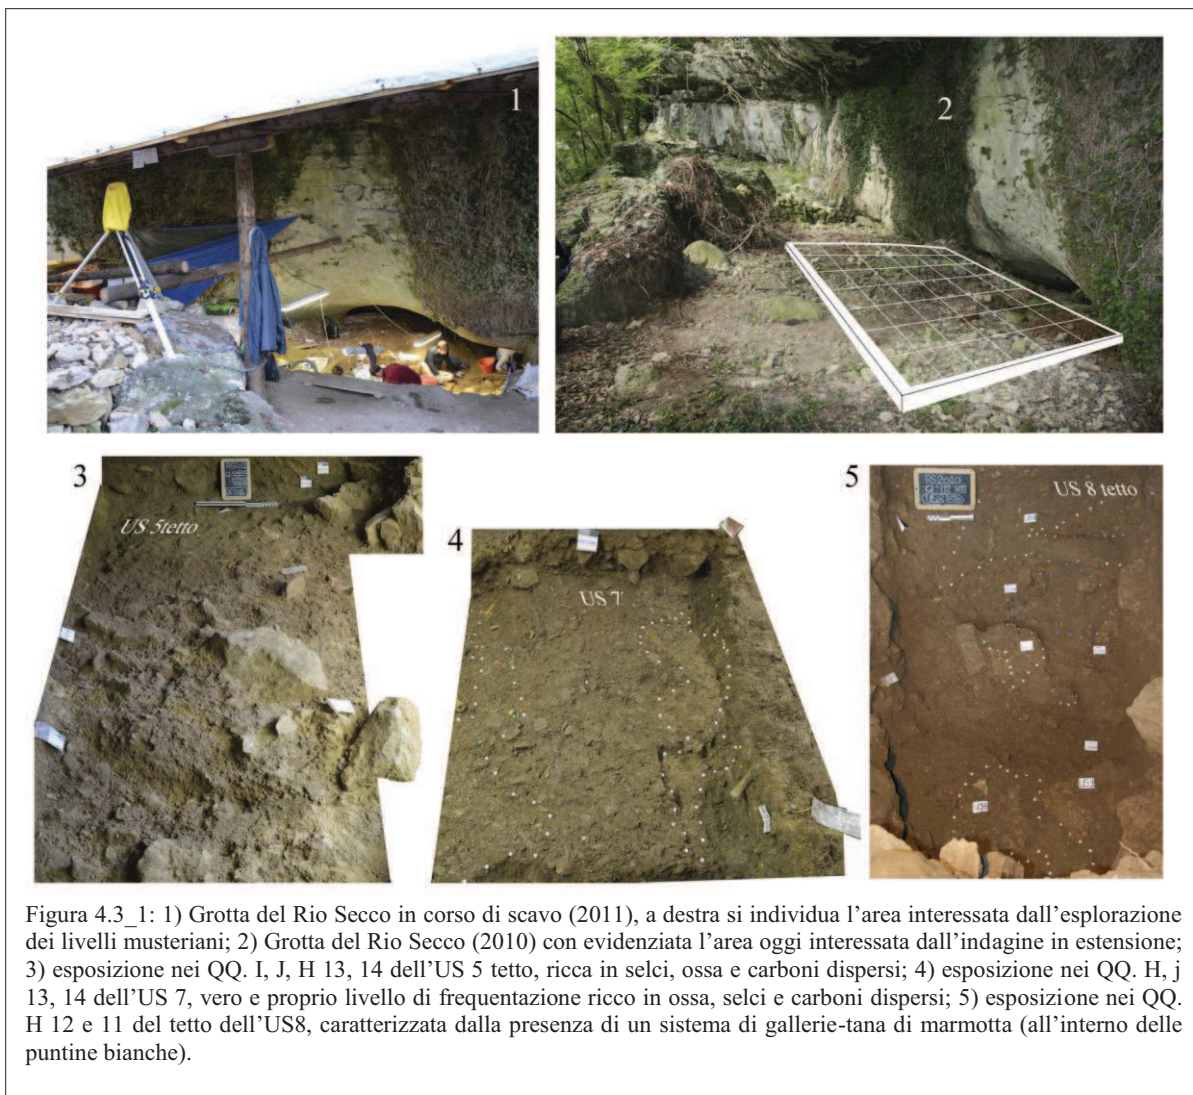 1
2
3
US 5tetto
4
US 7
5
RS2010
US 8 tetto
Figura 4.3_1: 1) Grotta del Rio Secco in corso di scavo (2011), a destra si individua l’area interessata dall’esplorazione
dei livelli musteriani; 2) Grotta del Rio Secco (2010) con evidenziata l’area oggi interessata dall’indagine in estensione;
3) esposizione nei QQ. I, J, H 13, 14 dell’US 5 tetto, ricca in selci, ossa e carboni dispersi; 4) esposizione nei QQ. H, j
13, 14 dell’US 7, vero e proprio livello di frequentazione ricco in ossa, selci e carboni dispersi; 5) esposizione nei QQ.
H 12 e 11 del tetto dell’US8, caratterizzata dalla presenza di un sistema di gallerie-tana di marmotta (all’interno delle
puntine bianche).